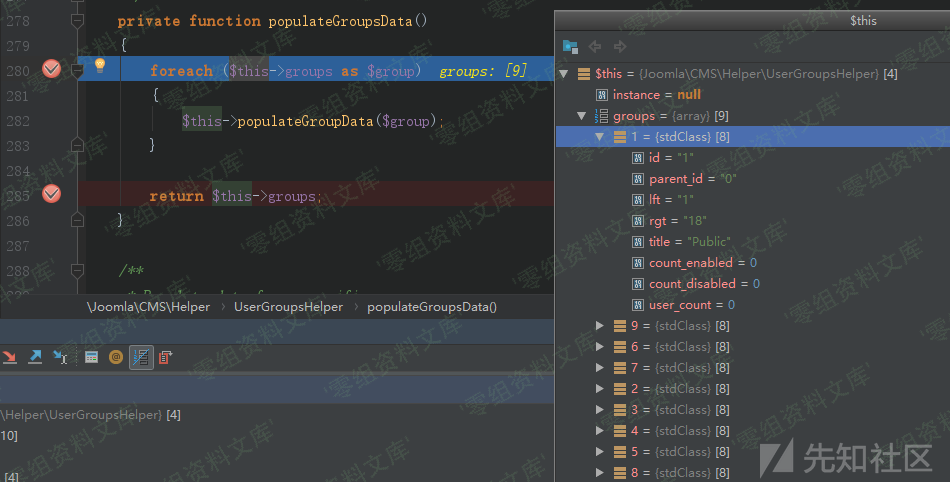 278 private function populateGroupsData()
279 {
280 foreach ($this->groups as $group) groups: [9]
281 {
282 $this->populateGroupData($group);
283 }
284
285 return $this->groups;
286 }
287
288 /**
\Joomla\CMS\Helper › UserGroupsHelper › populateGroupsData()
\Helper\UserGroupsHelper} [4]
10]
[4]
$this
$this = {Joomla\CMS\Helper\UserGroupsHelper} [4]
instance = null
groups = {array} [9]
1 = {stdClass} [8]
id = "1"
parent_id = "0"
lft = "1"
rgt = "18"
title = "Public"
count_enabled = 0
count_disabled = 0
user_count = 0
9 = {stdClass} [8]
6 = {stdClass} [8]
7 = {stdClass} [8]
2 = {stdClass} [8]
3 = {stdClass} [8]
4 = {stdClass} [8]
5 = {stdClass} [8]
8 = {stdClass} [8]
先知社区
'零组资料文库'